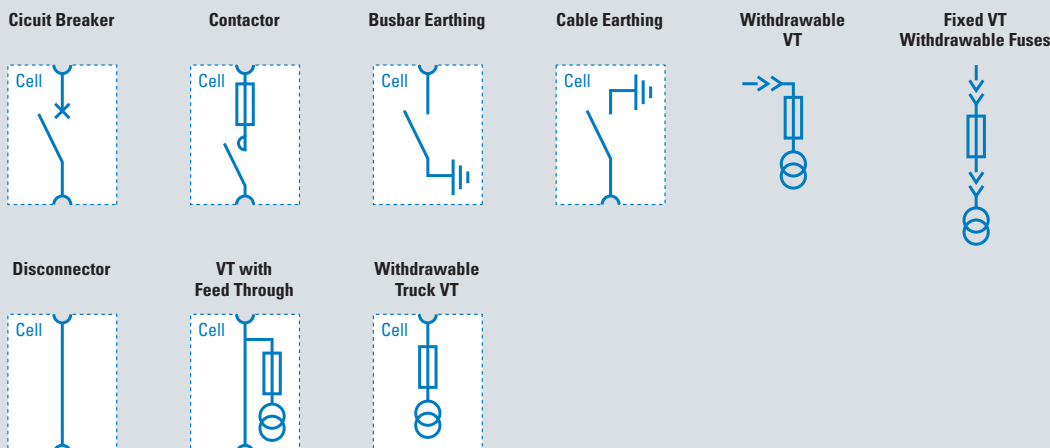 Cicuit Breaker
Contactor
Busbar Earthing
Cable Earthing
Withdrawable
VT
Fixed VT
Withdrawable Fuses
Cell
Cell
Cell
Cell
Disconnector
VT with
Feed Through
Withdrawable
Truck VT
Cell
Cell
Cell